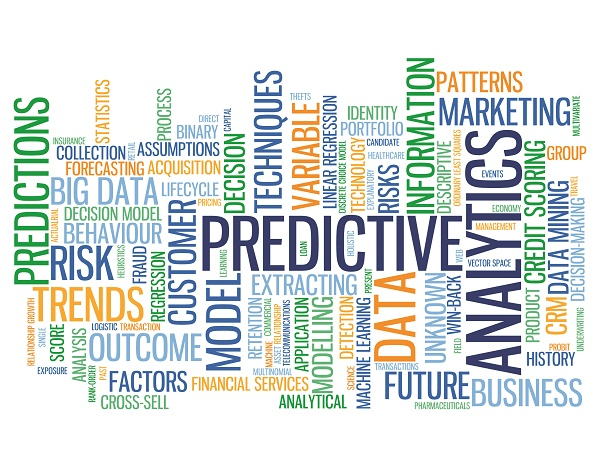 PREDICTIONS
INSURANCE
STATISTICS
COLLECTION
RETAIL
PROCESS
DIRECT
BINARY
CAPITAL
ASSUMPTIONS
FORECASTING
ACQUISITION
DECISION
TECHNIQUES
THEFTS
VARIABLE
LINEAR REGRESSION
DISCRETE CHOICE MODEL
IDENTITY
PORTFOLIO
TECHNOLOGY
CANDIDATE
HEALTHCARE
EXPLANATORY
RISKS
INFORMATION
DESCRIPTIVE
ORDINARY LEAST SQUARES
PATTERNS
MARKETING
MULTIVARIATE
ANALYTICS
EVENTS
GROUP
CREDIT SCORING
DATA MINING
TRAVEL
DECISION-MAKING
ECONOMY
MANAGEMENT
VECTOR SPACE
BIG DATA
LIFECYCLE
PRICING
ACTUARIAL
DECISION MODEL
BEHAVIOUR
CUSTOMER
PREDICTIVE
LEARNING
LOAN
HOLISTIC
WEB
RISK
HEURISTICS
FRAUD
REGRESSION
MODEL
EXTRACTING
PRESENT
DATA
UNKNOWN
WIN-BACK
PRODUCT
CRM
UNDERWRITING
RELATIONSHIP GROWTH
TRENDS
SINGLE
SCORE
LOGISTIC
TRANSACTION
OUTCOME
RETENTION
MACHINE
COMMERCIAL
ASSET RELATIONSHIP
TELECOMMUNICATIONS
APPLICATION
MODELLING
DETECTION
SCIENCE
MACHINE LEARNING
TRANSACTIONS
FIELD
PROBIT
HISTORY
EXPOSURE
ANALYSIS
RANK-ORDER
PAST
FACTORS
MULTINOMIAL
FINANCIAL SERVICES
FUTURE
BUSINESS
CROSS-SELL
ANALYTICAL
PHARMACEUTICALS